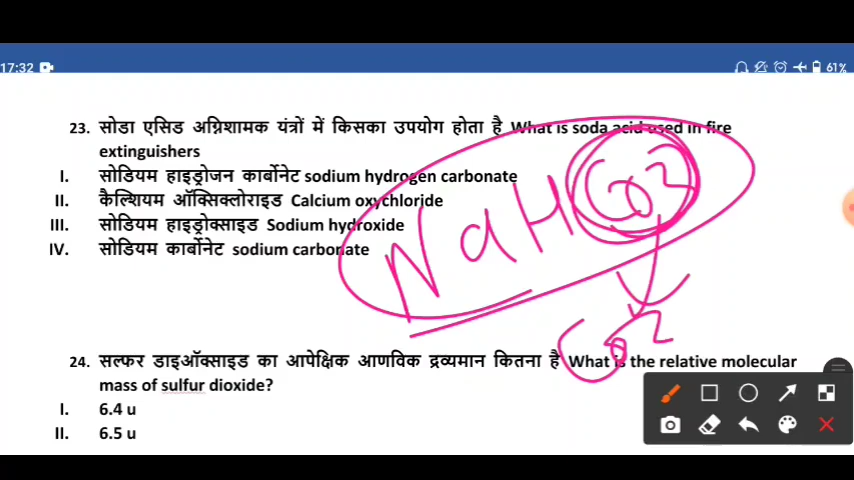 17:32 61%
23. सोडा एसिड अग्निशामक यंत्रों में किसका उपयोग होता है What is soda acid used in fire
extinguishers
I. सोडियम हाइड्रोजन कार्बोनेट sodium hydrogen carbonate
II. कैल्शियम ऑक्सिक्लोराइड Calcium oxychloride
III. सोडियम हाइड्रोक्साइड Sodium hydroxide
IV. सोडियम कार्बोनेट sodium carbonate
NaHCO3
CO2
24. सल्फर डाइऑक्साइड का आपेक्षिक आणविक द्रव्यमान कितना है What is the relative molecular
mass of sulfur dioxide?
I. 6.4 u
II. 6.5 u